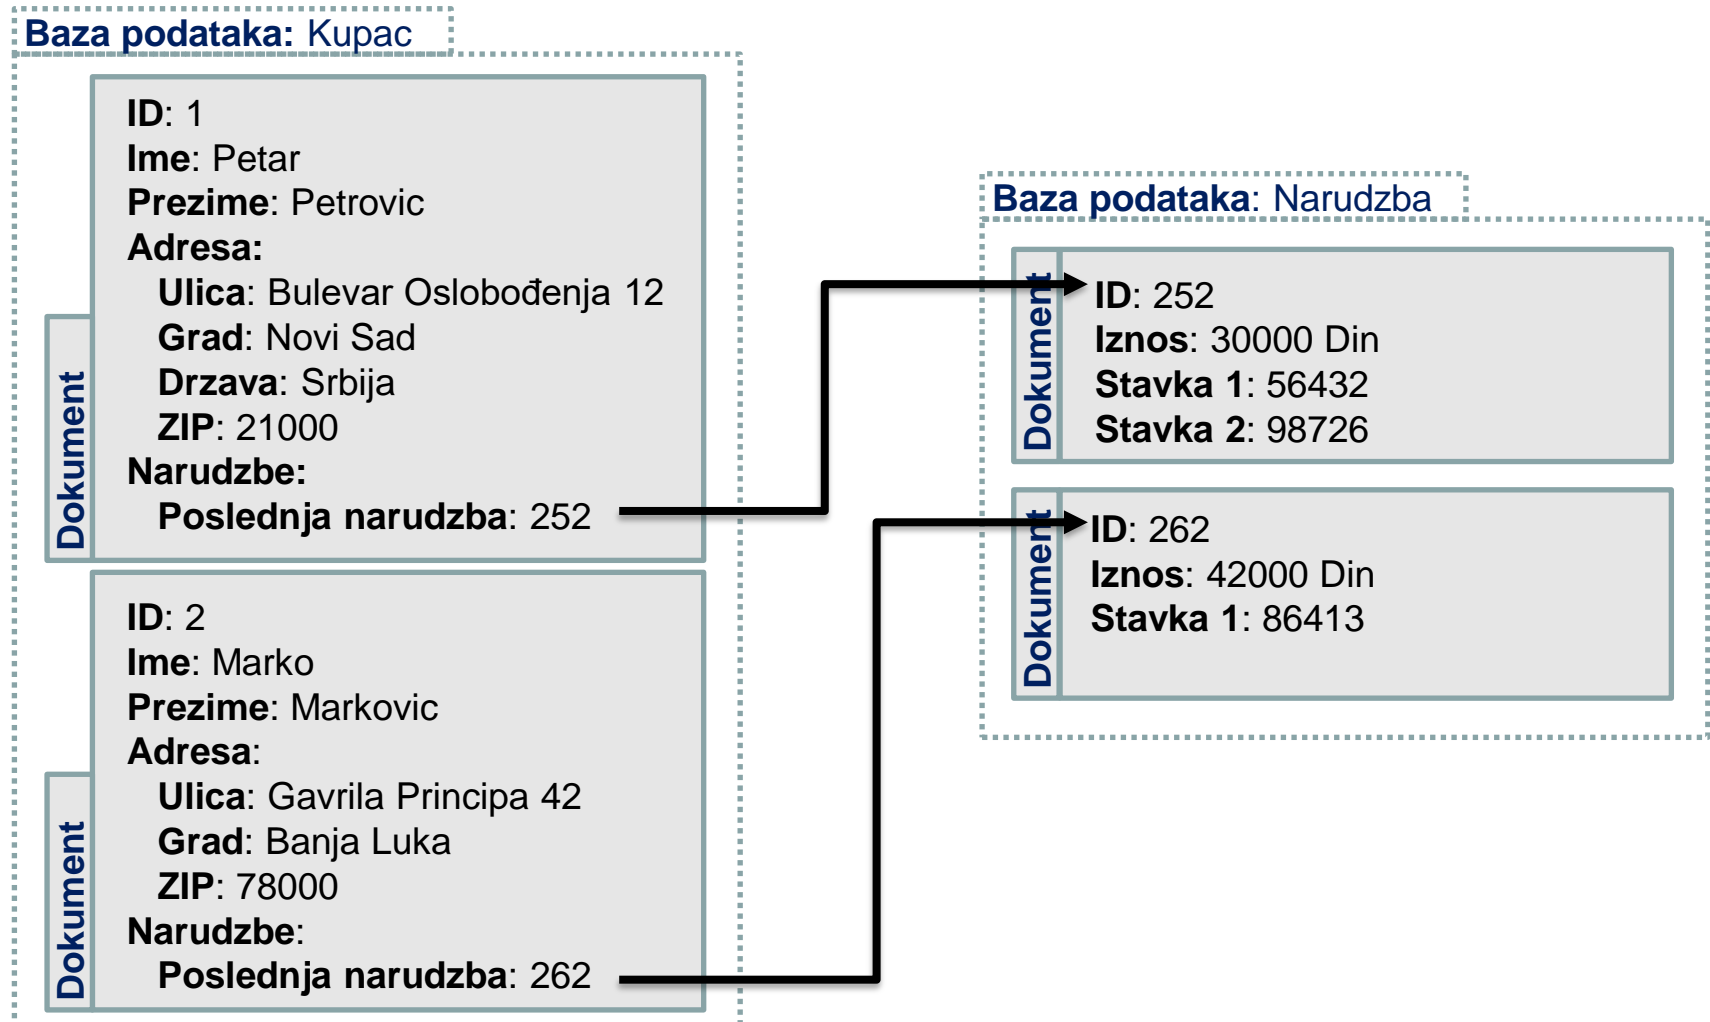 Baza podataka: Kupac
ID: 1
Ime: Petar
Prezime: Petrovic
Adresa:
Ulica: Bulevar Oslobođenja 12
Grad: Novi Sad
Drzava: Srbija
ZIP: 21000
Narudzbe:
Poslednja narudzba: 252
Dokument
ID: 2
Ime: Marko
Prezime: Markovic
Adresa:
Ulica: Gavrila Principa 42
Grad: Banja Luka
ZIP: 78000
Narudzbe:
Poslednja narudzba: 262
Dokument
Baza podataka: Narudzba
ID: 252
Iznos: 30000 Din
Stavka 1: 56432
Stavka 2: 98726
Dokument
ID: 262
Iznos: 42000 Din
Stavka 1: 86413
Dokument